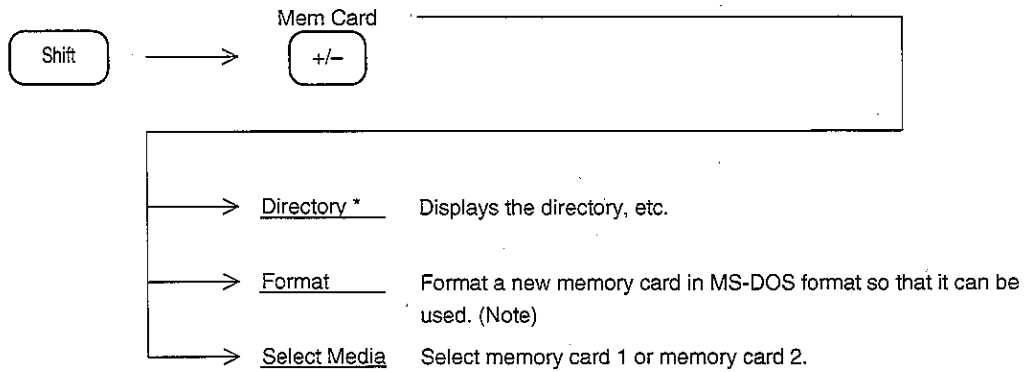 Mem Card
Shift
+/–
Directory * Displays the directory, etc.
Format Format a new memory card in MS-DOS format so that it can be
used. (Note)
Select Media Select memory card 1 or memory card 2.